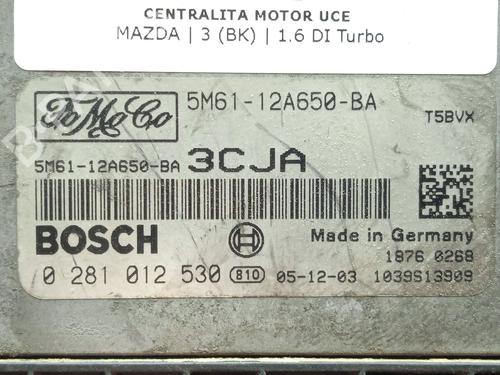 CENTRALITA MOTOR UCE
MAZDA | 3 (BK) | 1.6 DI Turbo
FoMoCo
5M61-12A650-BA
T5BVX
5M61-12A650-BA 3CJA
BOSCH
Made in Germany
1876 0268
0 281 012 530 810 05-12-03 1039S13909